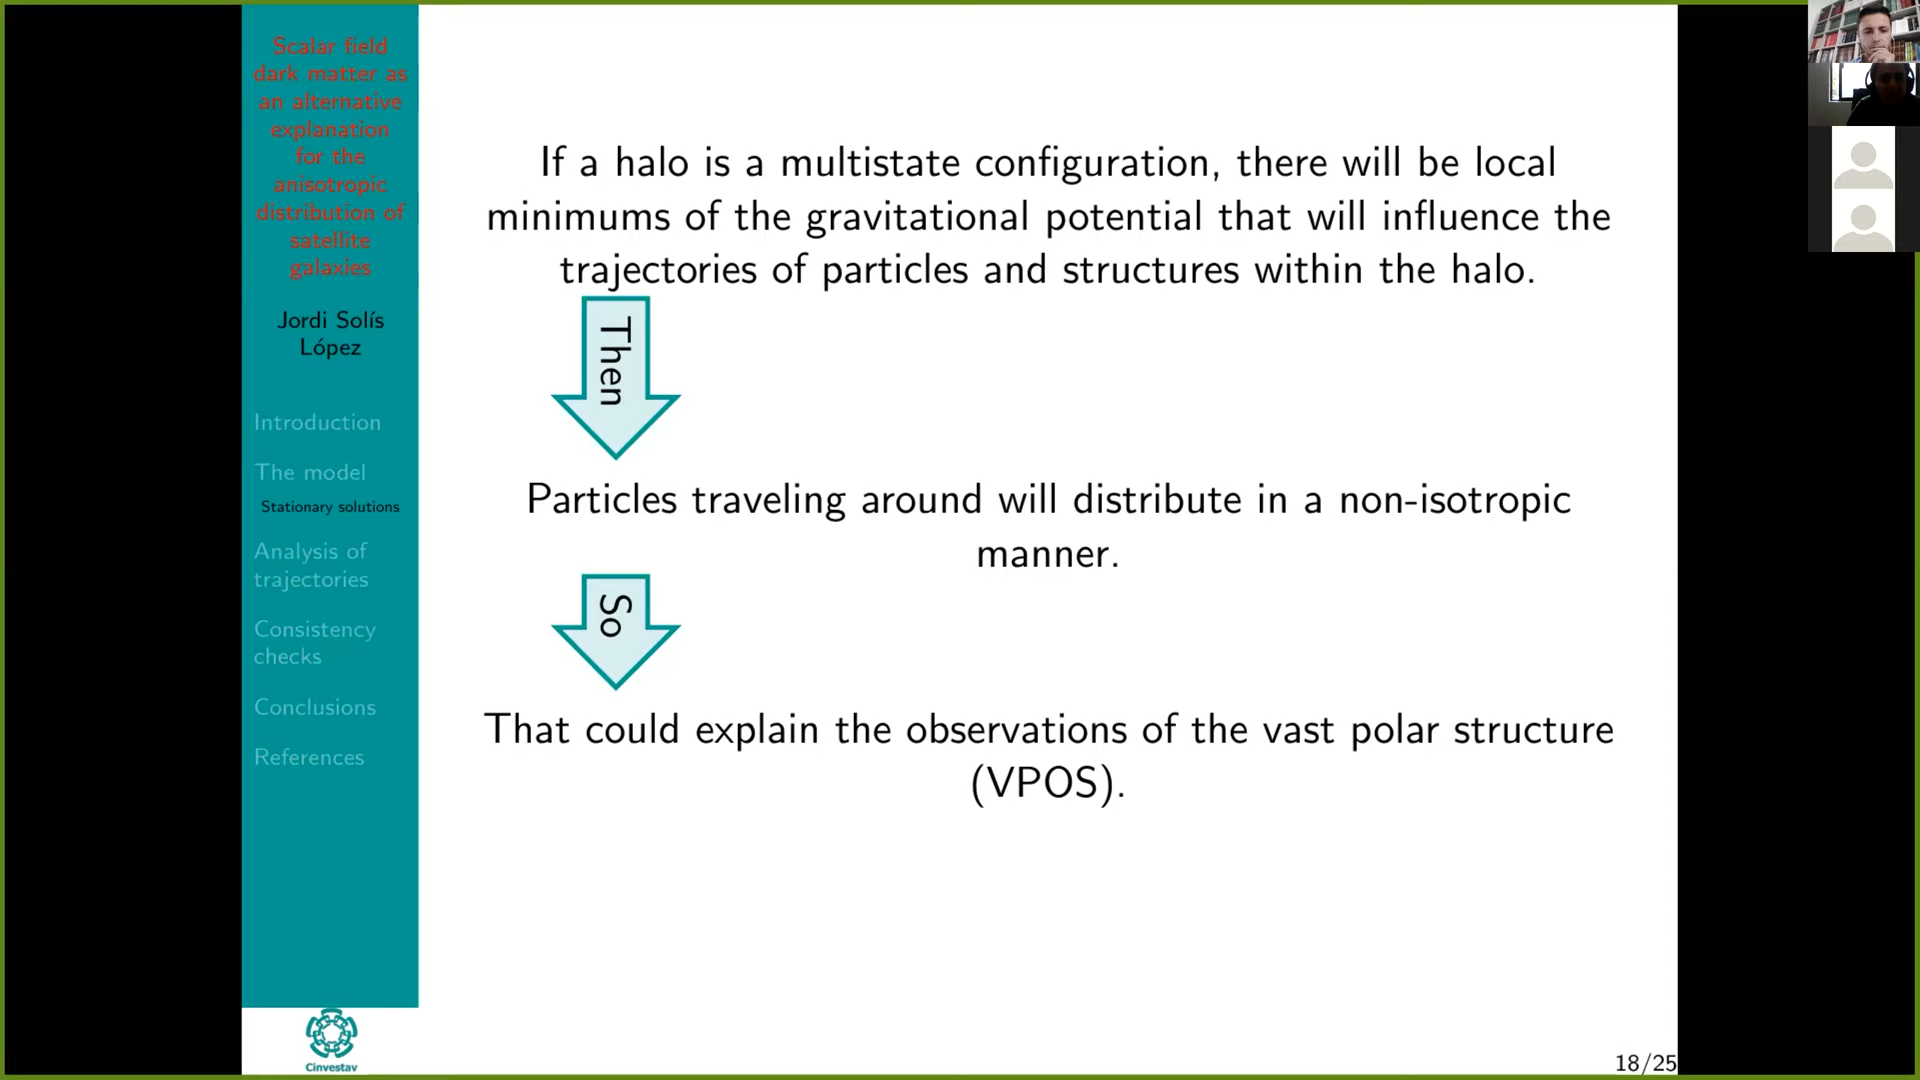 Scalar field
dark matter as
an alternative
explanation
for the
anisotropic
distribution of
satellite
galaxies
Jordi Solís
López
Introduction
The model
Stationary solutions
Analysis of
trajectories
Consistency
checks
Conclusions
References
Cinvestav
If a halo is a multistate configuration, there will be local
minimums of the gravitational potential that will influence the
trajectories of particles and structures within the halo.
Then
Particles traveling around will distribute in a non-isotropic
manner.
So
That could explain the observations of the vast polar structure
(VPOS).
18/25